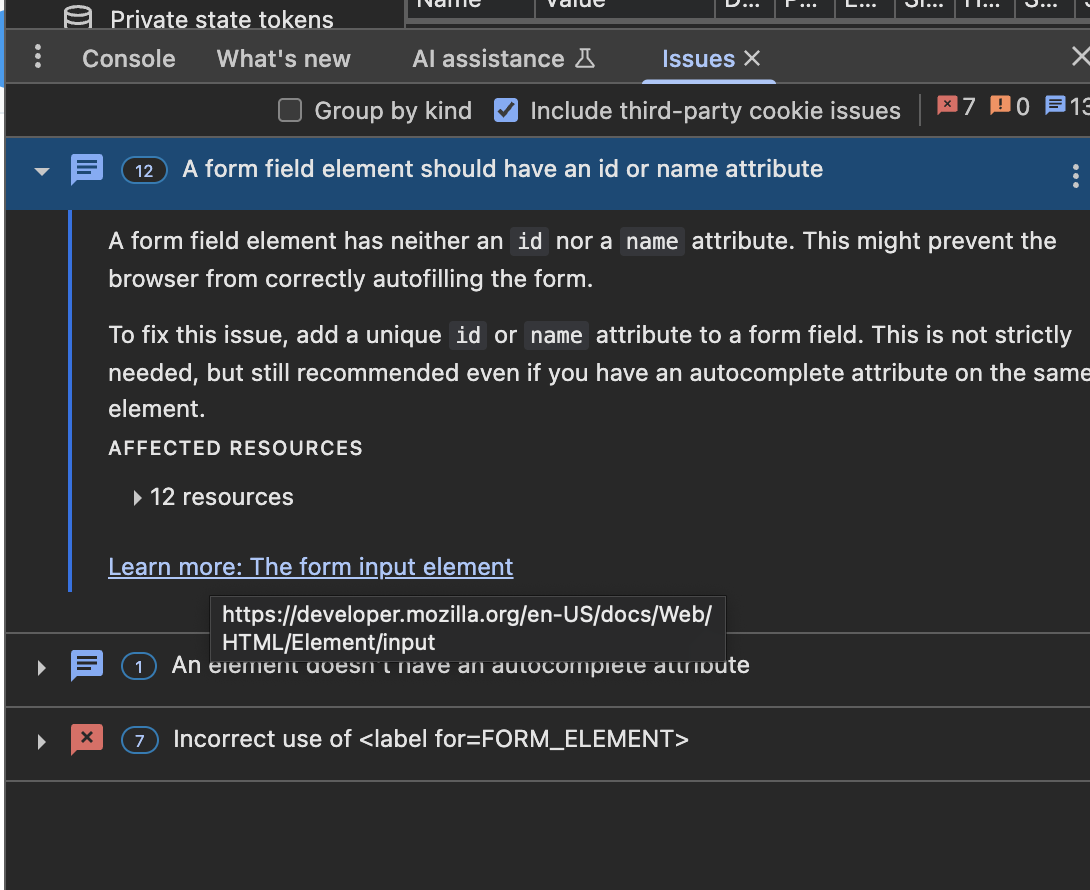 Private state tokens
Name Value D... P... E... Si... H... S...
Console What's new AI assistance Issues
Group by kind Include third-party cookie issues 7 0 13
12 A form field element should have an id or name attribute
A form field element has neither an id nor a name attribute. This might prevent the
browser from correctly autofilling the form.
To fix this issue, add a unique id or name attribute to a form field. This is not strictly
needed, but still recommended even if you have an autocomplete attribute on the same
element.
AFFECTED RESOURCES
12 resources
Learn more: The form input element
https://developer.mozilla.org/en-US/docs/Web/
HTML/Element/input
1 An element doesn't have an autocomplete attribute
7 Incorrect use of <label for=FORM_ELEMENT>